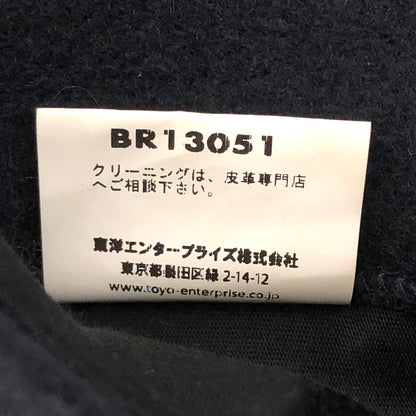 BR13051
クリーニングは、皮革専門店
へご相談下さい。
東洋エンタープライズ株式会社
東京都墨田区緑 2-14-12
www.toyo-enterprise.co.jp